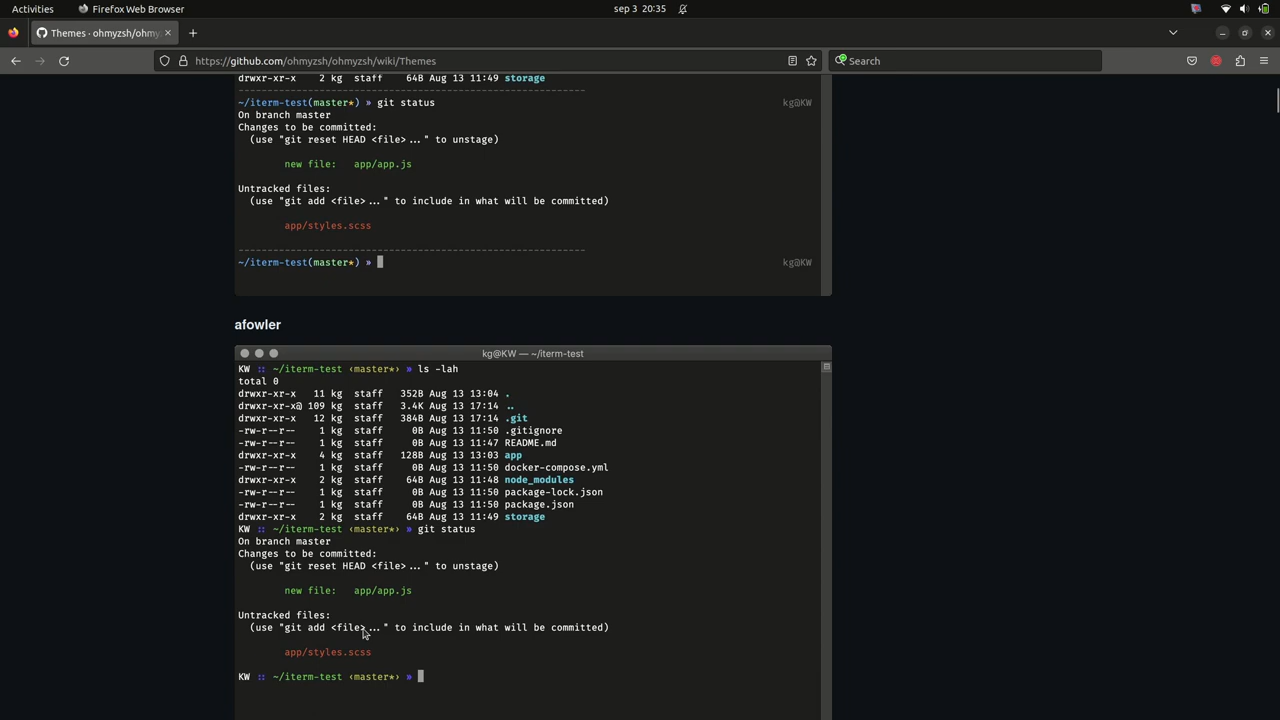 Activities
Firefox Web Browser
sep 3 20:35
Themes · ohmyzsh/ohmy
https://github.com/ohmyzsh/ohmyzsh/wiki/Themes
Search
drwxr-xr-x 2 kg staff 64B Aug 13 11:49 storage
~/iterm-test(master*) » git status kg@KW
On branch master
Changes to be committed:
(use "git reset HEAD <file>..." to unstage)
new file: app/app.js
Untracked files:
(use "git add <file>..." to include in what will be committed)
app/styles.scss
~/iterm-test(master*) » kg@KW
afowler
kg@KW — ~/iterm-test
KW :: ~/iterm-test ‹master*› » ls -lah
total 0
drwxr-xr-x 11 kg staff 352B Aug 13 13:04 .
drwxr-xr-x@ 109 kg staff 3.4K Aug 13 17:14 ..
drwxr-xr-x 12 kg staff 384B Aug 13 17:14 .git
-rw-r--r-- 1 kg staff 0B Aug 13 11:50 .gitignore
-rw-r--r-- 1 kg staff 0B Aug 13 11:47 README.md
drwxr-xr-x 4 kg staff 128B Aug 13 13:03 app
-rw-r--r-- 1 kg staff 0B Aug 13 11:50 docker-compose.yml
drwxr-xr-x 2 kg staff 64B Aug 13 11:48 node_modules
-rw-r--r-- 1 kg staff 0B Aug 13 11:50 package-lock.json
-rw-r--r-- 1 kg staff 0B Aug 13 11:50 package.json
drwxr-xr-x 2 kg staff 64B Aug 13 11:49 storage
KW :: ~/iterm-test ‹master*› » git status
On branch master
Changes to be committed:
(use "git reset HEAD <file>..." to unstage)
new file: app/app.js
Untracked files:
(use "git add <file>..." to include in what will be committed)
app/styles.scss
KW :: ~/iterm-test ‹master*› »